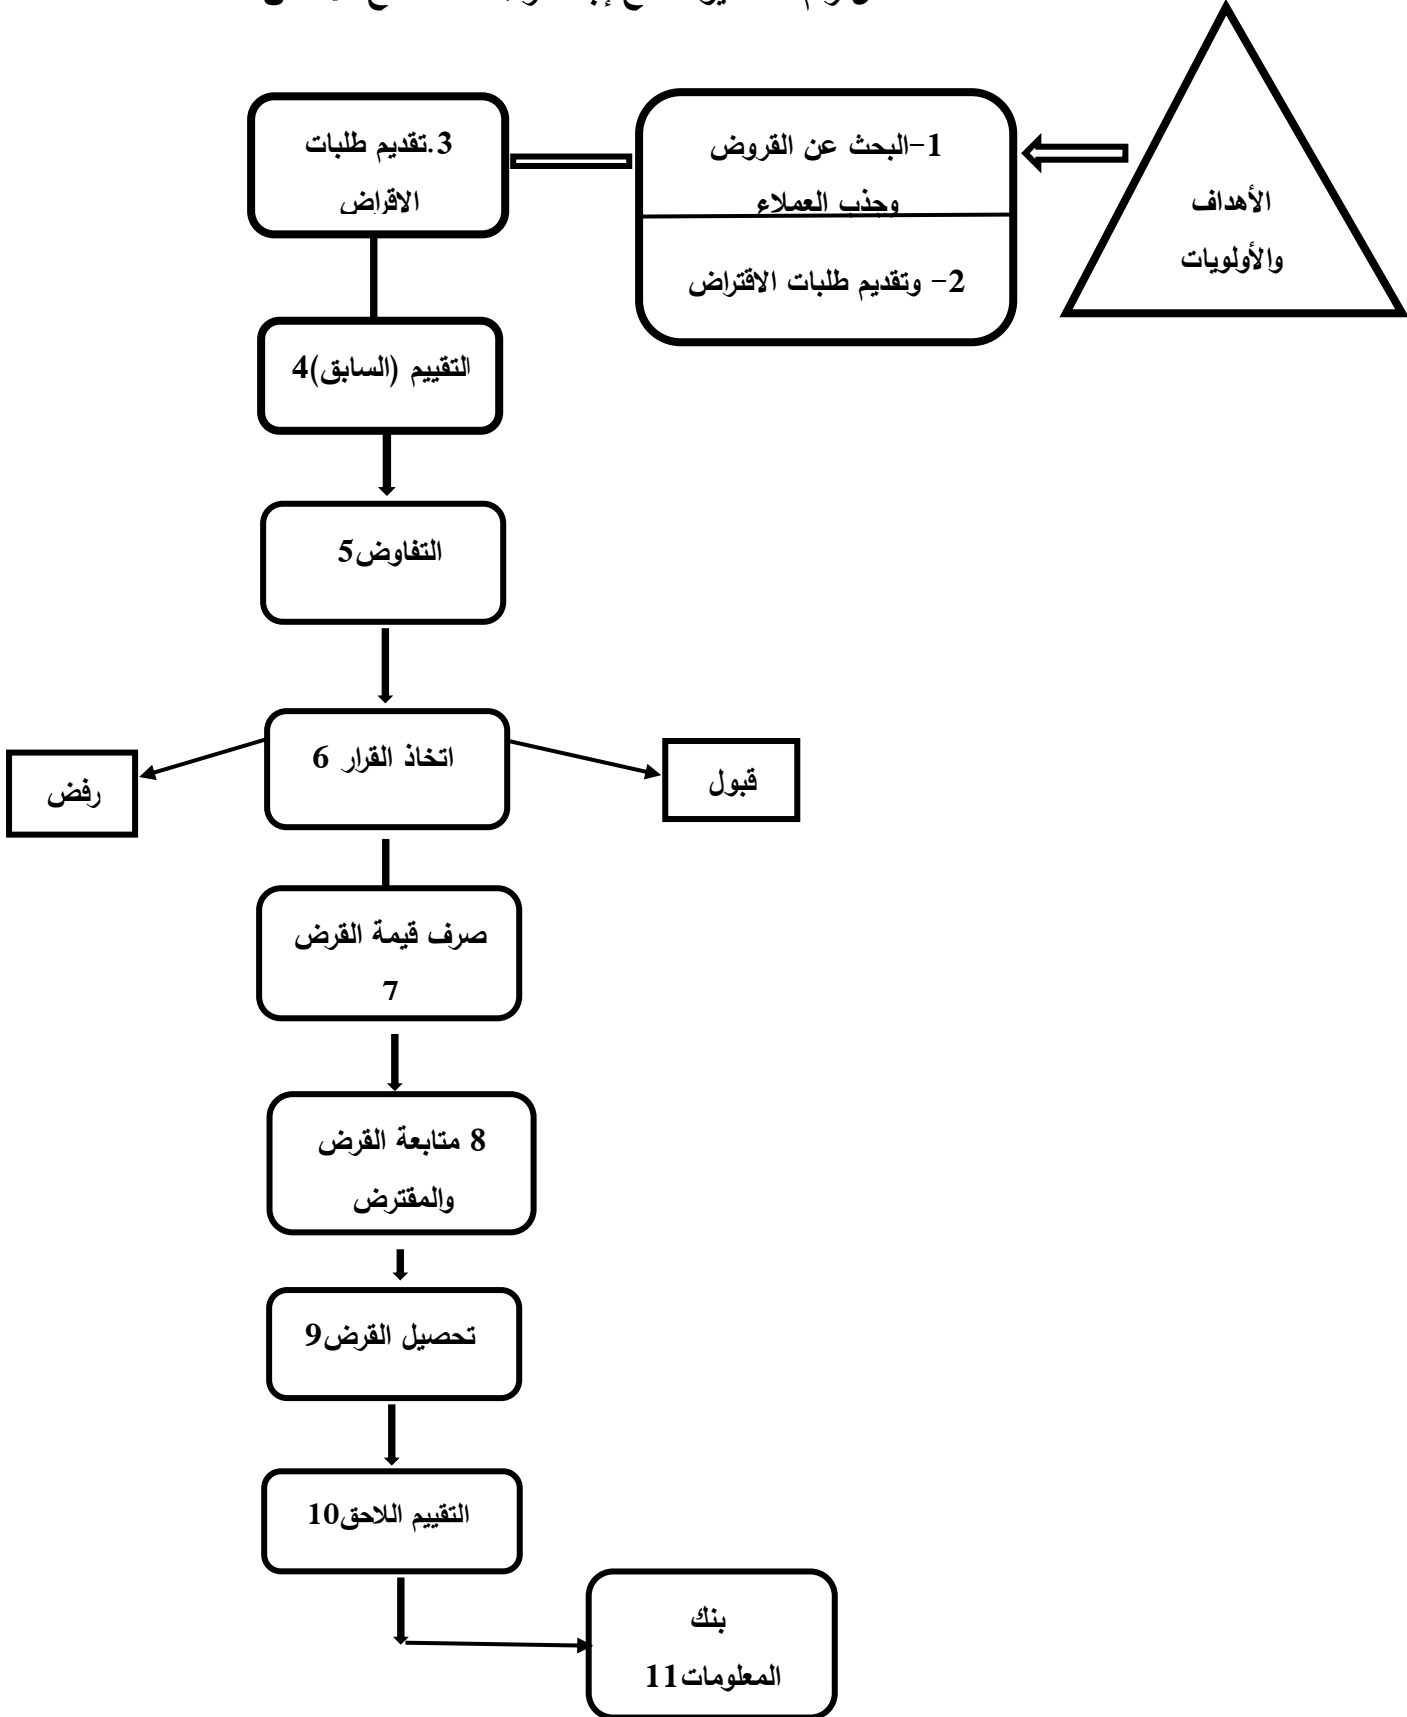 الأهداف
والأولويات
1-البحث عن القروض
وجذب العملاء
2- وتقديم طلبات الاقتراض
3.تقديم طلبات
الاقراض
التقييم (السابق)4
التفاوض5
اتخاذ القرار 6
قبول
رفض
صرف قيمة القرض
7
8 متابعة القرض
والمقترض
تحصيل القرض9
التقييم اللاحق10
بنك
المعلومات11